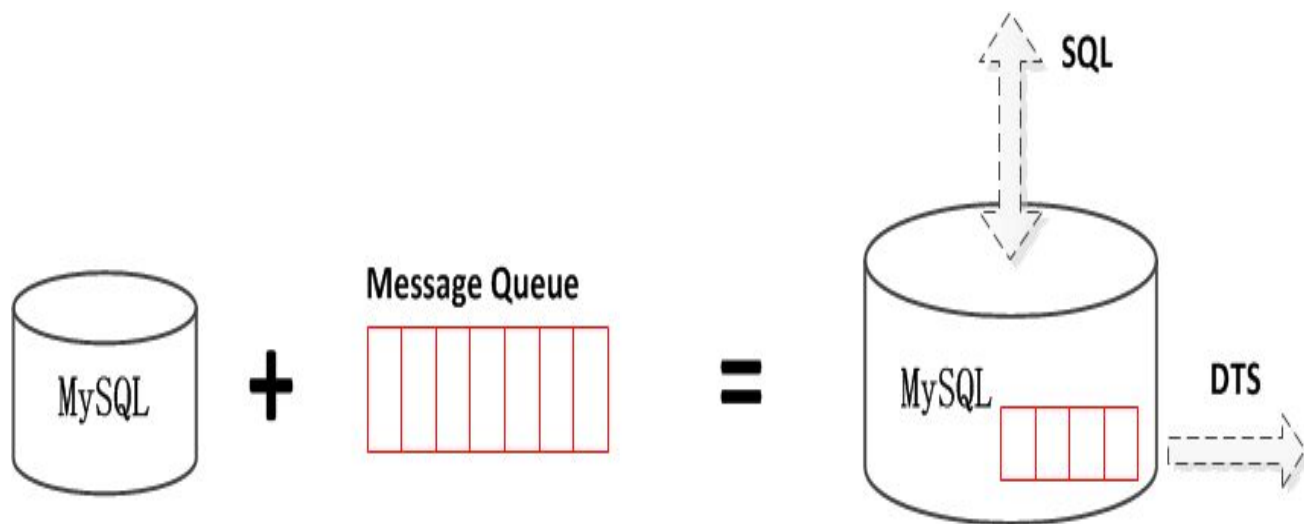 SQL
Message Queue
MySQL
+
=
MySQL
DTS